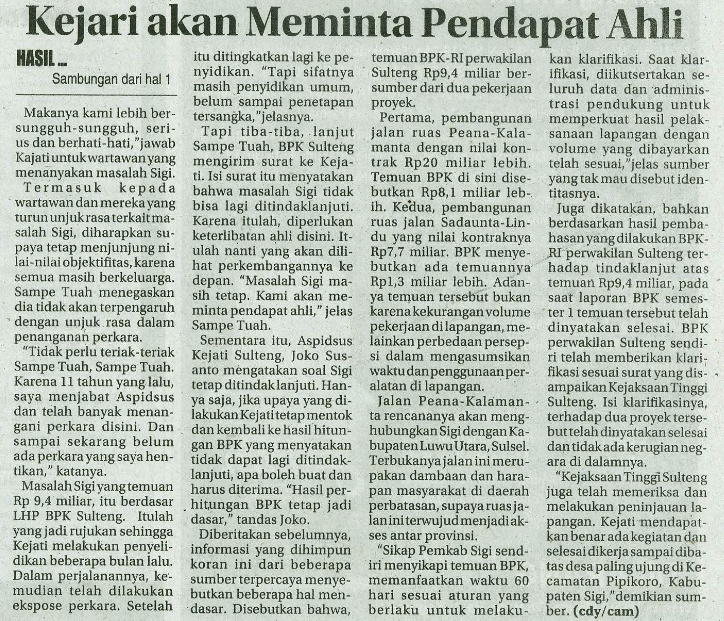 Kejari akan Meminta Pendapat Ahli
HASIL ...
Sambungan dari hal 1
Makanya kami lebih ber-
sungguh-sungguh, seri-
us dan berhati-hati,"jawab
Kajati untuk wartawan yang
menanyakan masalah Sigi.
Termasuk kepada
wartawan dan mereka yang
turun unjuk rasa terkait ma-
salah Sigi, diharapkan su-
paya tetap menjunjung ni-
lai-nilai objektifitas, karena
semua masih berkeluarga.
Sampe Tuah menegaskan
dia tidak akan terpengaruh
dengan unjuk rasa dalam
penanganan perkara.
"Tidak perlu teriak-teriak
Sampe Tuah, Sampe Tuah.
Karena 11 tahun yang lalu,
saya menjabat Aspidsus
dan telah banyak menan-
gani perkara disini. Dan
sampai sekarang belum
ada perkara yang saya hen-
tikan," katanya.
Masalah Sigi yang temuan
Rp 9,4 miliar, itu berdasar
LHP BPK Sulteng. Itulah
yang jadi rujukan sehingga
Kejati melakukan penyeli-
dikan beberapa bulan lalu.
Dalam perjalanannya, ke-
mudian telah dilakukan
ekspose perkara. Setelah
itu ditingkatkan lagi ke pe-
nyidikan. "Tapi sifatnya
masih penyidikan umum,
belum sampai penetapan
tersangka,"jelasnya.
Tapi tiba-tiba, lanjut
Sampe Tuah, BPK Sulteng
mengirim surat ke Keja-
ti. Isi surat itu menyatakan
bahwa masalah Sigi tidak
bisa lagi ditindaklanjuti.
Karena itulah, diperlukan
keterlibatan ahli disini. It-
ulah nanti yang akan dili-
hat perkembangannya ke
depan. "Masalah Sigi ma-
sih tetap. Kami akan me-
minta pendapat ahli," jelas
Sampe Tuah.
Sementara itu, Aspidsus
Kejati Sulteng, Joko Sus-
anto mengatakan soal Sigi
tetap ditindak lanjuti. Han-
ya saja, jika upaya yang di-
lakukan Kejati tetap mentok
dan kembali ke hasil hitun-
gan BPK yang menyatakan
tidak dapat lagi ditindak-
lanjuti, apa boleh buat dan
harus diterima. "Hasil per-
hitungan BPK tetap jadi
dasar," tandas Joko.
Diberitakan sebelumnya,
informasi yang dihimpun
koran ini dari beberapa
sumber terpercaya menye-
butkan beberapa hal men-
dasar. Disebutkan bahwa,
temuan BPK-RI perwakilan
Sulteng Rp9,4 miliar ber-
sumber dari dua pekerjaan
proyek.
Pertama, pembangunan
jalan ruas Peana-Kala-
manta dengan nilai kon-
trak Rp20 miliar lebih.
Temuan BPK di sini dise-
butkan Rp8,1 miliar leb-
ih. Kedua, pembangunan
ruas jalan Sadaunta-Lin-
du yang nilai kontraknya
Rp7,7 miliar. BPK menye-
butkan ada temuannya
Rp1,3 miliar lebih. Adan-
ya temuan tersebut bukan
karena kekurangan volume
pekerjaan di lapangan, me-
lainkan perbedaan persep-
si dalam mengasumsikan
waktu dan penggunaan per-
alatan di lapangan.
Jalan Peana-Kalaman-
ta rencananya akan meng-
hubungkan Sigi dengan Ka-
bupaten Luwu Utara, Sulsel.
Terbukanya jalan ini meru-
pakan dambaan dan hara-
pan masyarakat di daerah
perbatasan, supaya ruas ja-
lan ini terwujud menjadi ak-
ses antar provinsi.
"Sikap Pemkab Sigi send-
iri menyikapi temuan BPK,
memanfaatkan waktu 60
hari sesuai aturan yang
berlaku untuk melaku-
kan klarifikasi. Saat klar-
ifikasi, diikutsertakan se-
luruh data dan adminis-
trasi pendukung untuk
memperkuat hasil pelak-
sanaan lapangan dengan
volume yang dibayarkan
telah sesuai,"jelas sumber
yang tak mau disebut iden-
titasnya.
Juga dikatakan, bahkan
berdasarkan hasil pemba-
hasan yang dilakukan BPK-
RI perwakilan Sulteng ter-
hadap tindaklanjut atas
temuan Rp9,4 miliar, pada
saat laporan BPK semes-
ter 1 temuan tersebut telah
dinyatakan selesai. BPK
perwakilan Sulteng sendi-
ri telah memberikan klari-
fikasi sesuai surat yang dis-
ampaikan Kejaksaan Tinggi
Sulteng. Isi klarifikasinya,
terhadap dua proyek terse-
but telah dinyatakan selesai
dan tidak ada kerugian neg-
ara di dalamnya.
"Kejaksaan Tinggi Sulteng
juga telah memeriksa dan
melakukan peninjauan la-
pangan. Kejati mendapat-
kan benar ada kegiatan dan
selesai dikerja sampai diba-
tas desa paling ujung di Ke-
camatan Pipikoro, Kabu-
paten Sigi,"demikian sum-
ber. (cdy/cam)